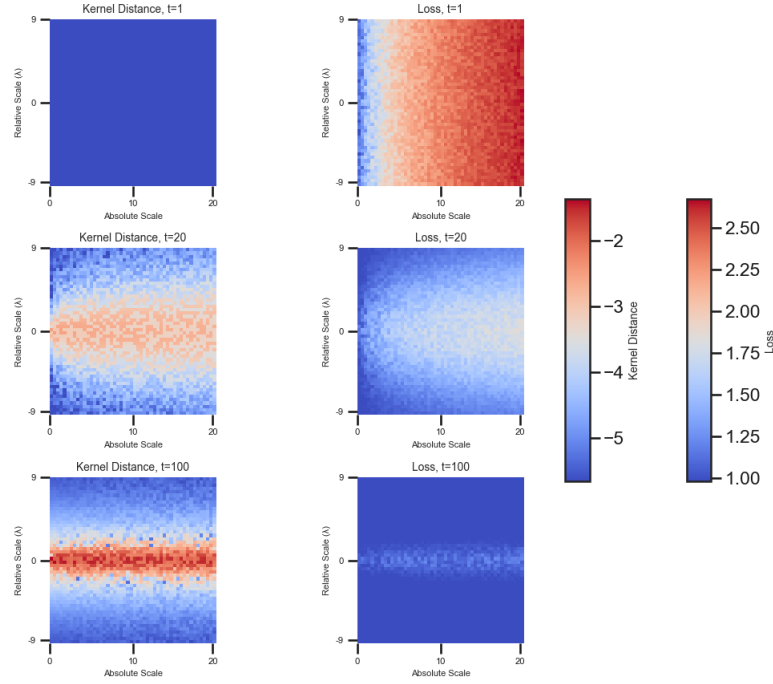 Kernel Distance, t=1
9
0
-9
Relative Scale (λ)
0
10
20
Absolute Scale
Loss, t=1
9
0
-9
Relative Scale (λ)
0
10
20
Absolute Scale
Kernel Distance, t=20
9
0
-9
Relative Scale (λ)
0
10
20
Absolute Scale
Loss, t=20
9
0
-9
Relative Scale (λ)
0
10
20
Absolute Scale
Kernel Distance, t=100
9
0
-9
Relative Scale (λ)
0
10
20
Absolute Scale
Loss, t=100
9
0
-9
Relative Scale (λ)
0
10
20
Absolute Scale
−2
−3
−4
−5
Kernel Distance
2.50
2.25
2.00
1.75
1.50
1.25
1.00
Loss